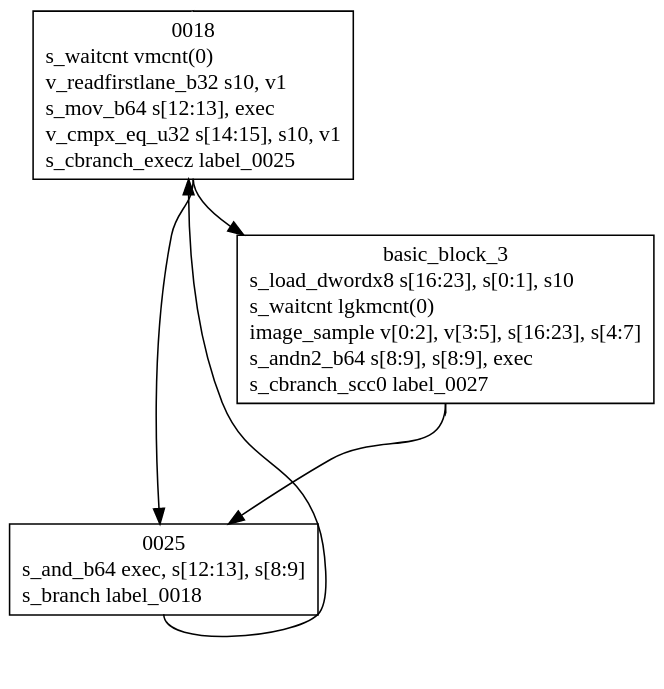 0018
s_waitcnt vmcnt(0)
v_readfirstlane_b32 s10, v1
s_mov_b64 s[12:13], exec
v_cmpx_eq_u32 s[14:15], s10, v1
s_cbranch_execz label_0025
basic_block_3
s_load_dwordx8 s[16:23], s[0:1], s10
s_waitcnt lgkmcnt(0)
image_sample v[0:2], v[3:5], s[16:23], s[4:7]
s_andn2_b64 s[8:9], s[8:9], exec
s_cbranch_scc0 label_0027
0025
s_and_b64 exec, s[12:13], s[8:9]
s_branch label_0018